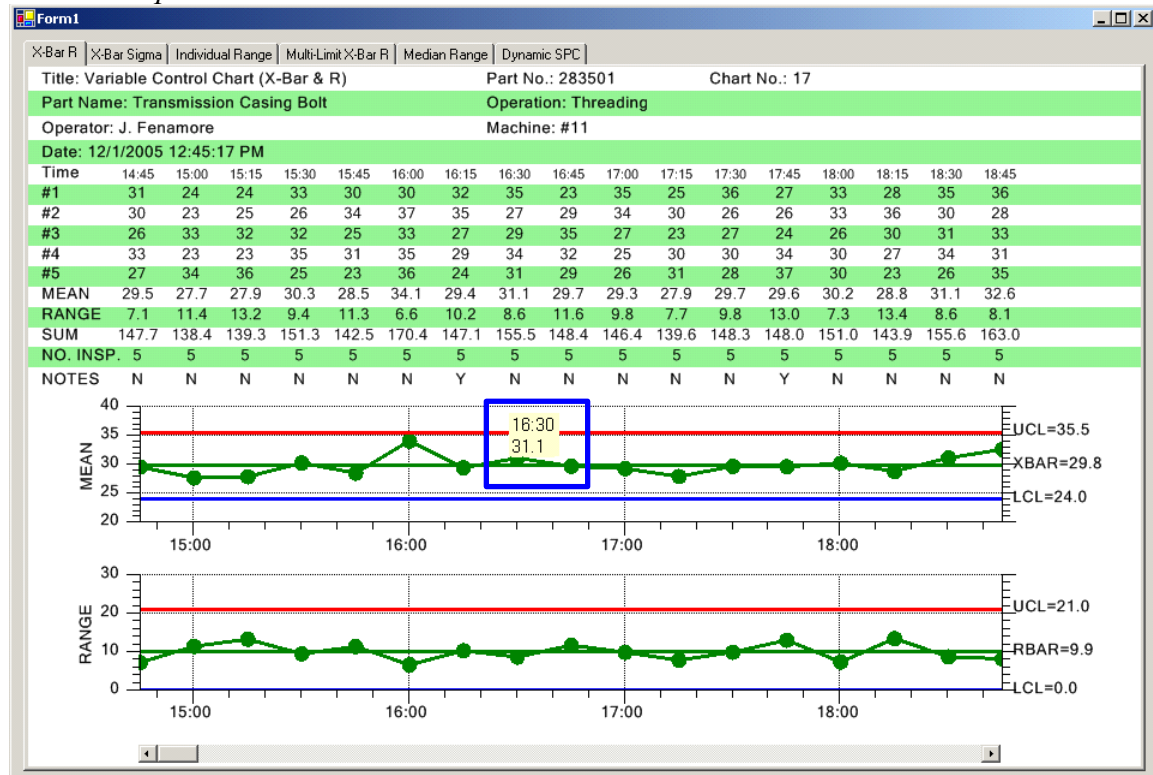 Form1
X-Bar R X-Bar Sigma Individual Range Multi-Limit X-Bar R Median Range Dynamic SPC
Title: Variable Control Chart (X-Bar & R) Part No.: 283501 Chart No.: 17
Part Name: Transmission Casing Bolt Operation: Threading
Operator: J. Fenamore Machine: #11
Date: 12/1/2005 12:45:17 PM
Time 14:45 15:00 15:15 15:30 15:45 16:00 16:15 16:30 16:45 17:00 17:15 17:30 17:45 18:00 18:15 18:30 18:45
#1 31 24 24 33 30 30 32 35 23 35 25 36 27 33 28 35 36
#2 30 23 25 26 34 37 35 27 29 34 30 26 26 33 36 30 28
#3 26 33 32 32 25 33 27 29 35 27 23 27 24 26 30 31 33
#4 33 23 23 35 31 35 29 34 32 25 30 30 34 30 27 34 31
#5 27 34 36 25 23 36 24 31 29 26 31 28 37 30 23 26 35
MEAN 29.5 27.7 27.9 30.3 28.5 34.1 29.4 31.1 29.7 29.3 27.9 29.7 29.6 30.2 28.8 31.1 32.6
RANGE 7.1 11.4 13.2 9.4 11.3 6.6 10.2 8.6 11.6 9.8 7.7 9.8 13.0 7.3 13.4 8.6 8.1
SUM 147.7 138.4 139.3 151.3 142.5 170.4 147.1 155.5 148.4 146.4 139.6 148.3 148.0 151.0 143.9 155.6 163.0
NO. INSP. 5 5 5 5 5 5 5 5 5 5 5 5 5 5 5 5 5
NOTES N N N N N N Y N N N N N Y N N N N
MEAN
40
35
30
25
20
16:30
31.1
UCL=35.5
XBAR=29.8
LCL=24.0
15:00 16:00 17:00 18:00
RANGE
30
20
10
0
UCL=21.0
RBAR=9.9
LCL=0.0
15:00 16:00 17:00 18:00